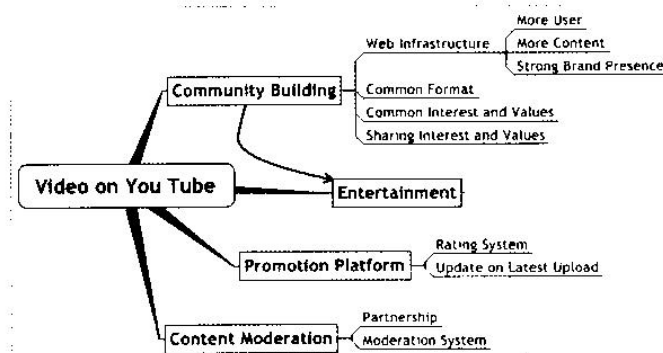 More User
Web Infrastructure
More Content
Strong Brand Presence
Community Building
Common Format
Common Interest and Values
Sharing Interest and Values
Video on You Tube
Entertainment
Rating System
Promotion Platform
Update on Latest Upload
Partnership
Content Moderation
Moderation System